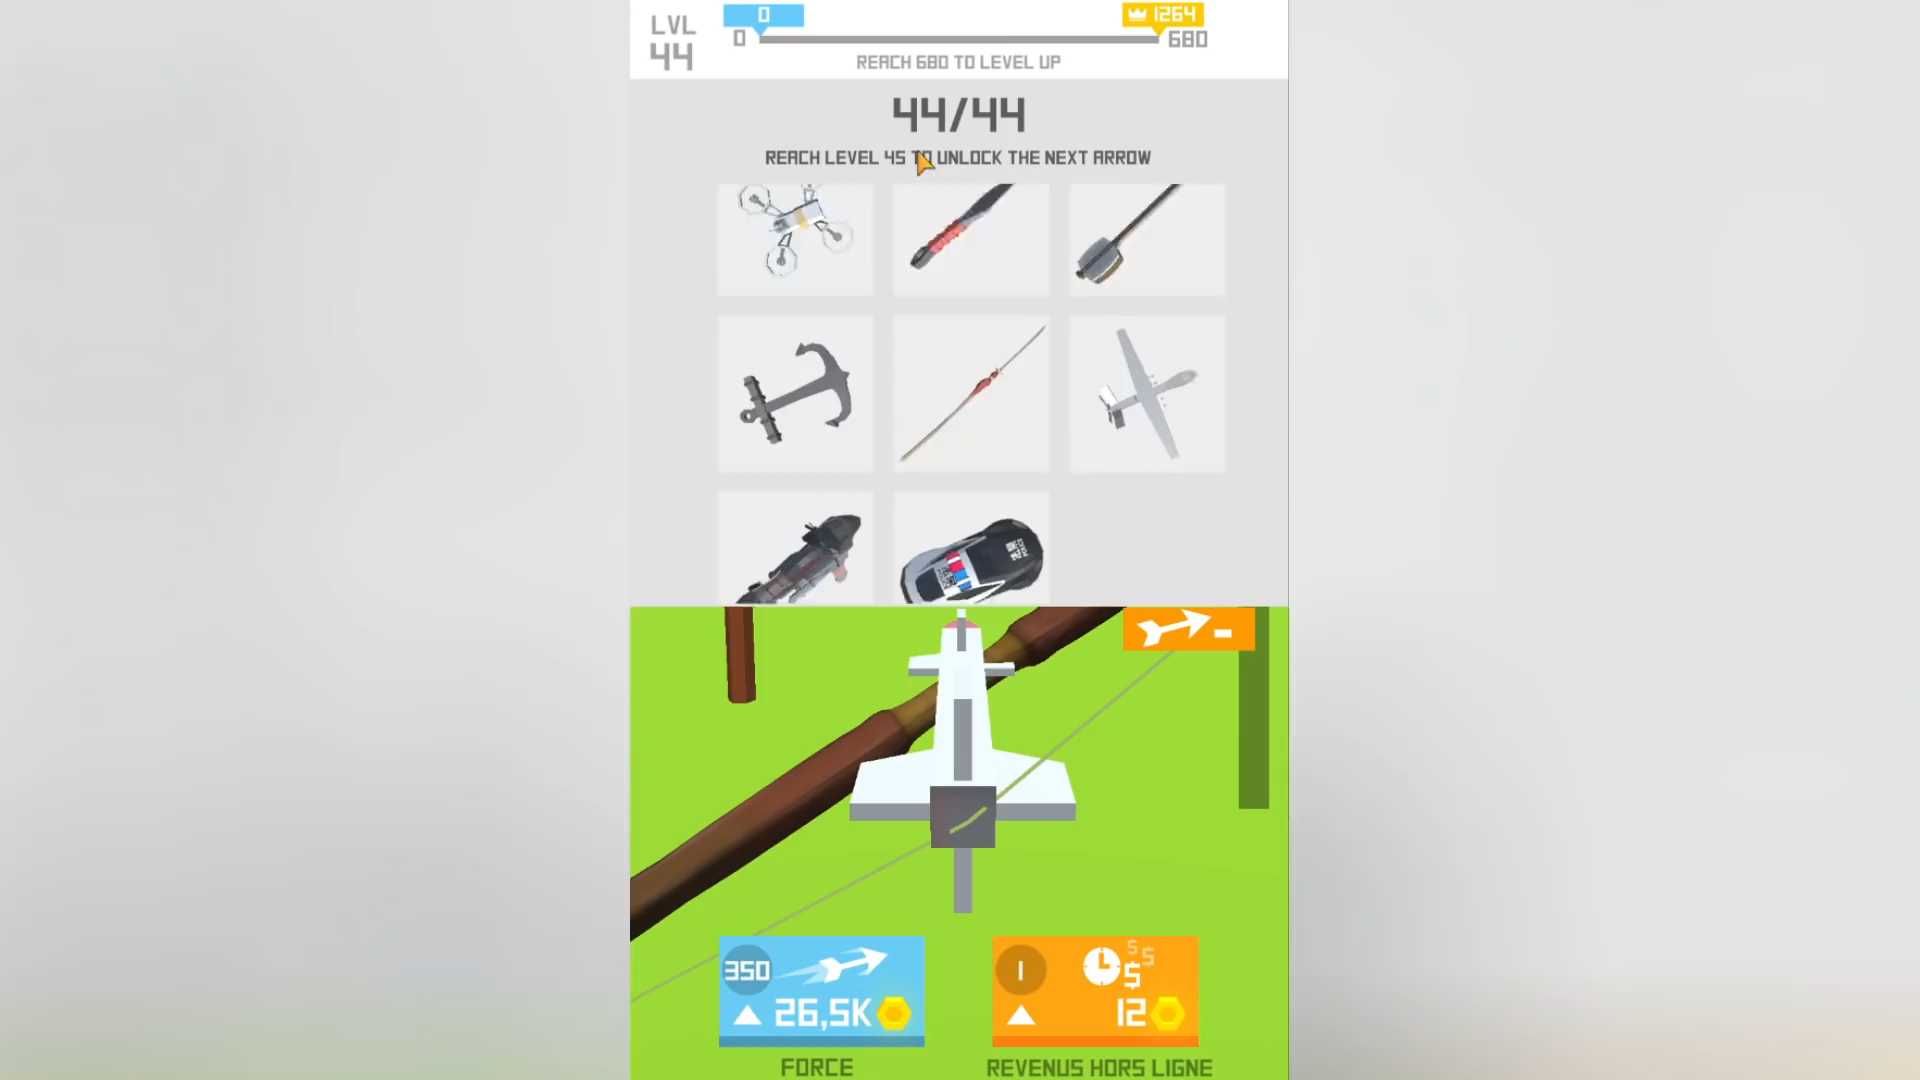 LVL
44
0
1264
0
680
REACH 680 TO LEVEL UP
44/44
REACH LEVEL 45 TO UNLOCK THE NEXT ARROW
-
350
26,5K
FORCE
1
$ $
$
12
REVENUS HORS LIGNE